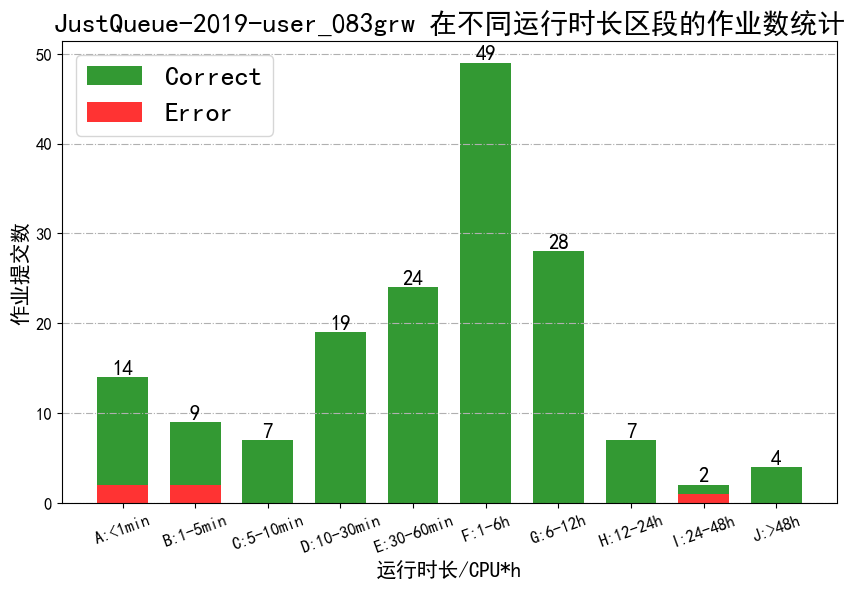 JustQueue-2019-user_083grw 在不同运行时长区段的作业数统计
Correct
Error
作业提交数
50
40
30
20
10
0
14
9
7
19
24
49
28
7
2
4
A:<1min
B:1-5min
C:5-10min
D:10-30min
E:30-60min
F:1-6h
G:6-12h
H:12-24h
I:24-48h
J:>48h
运行时长/CPU*h